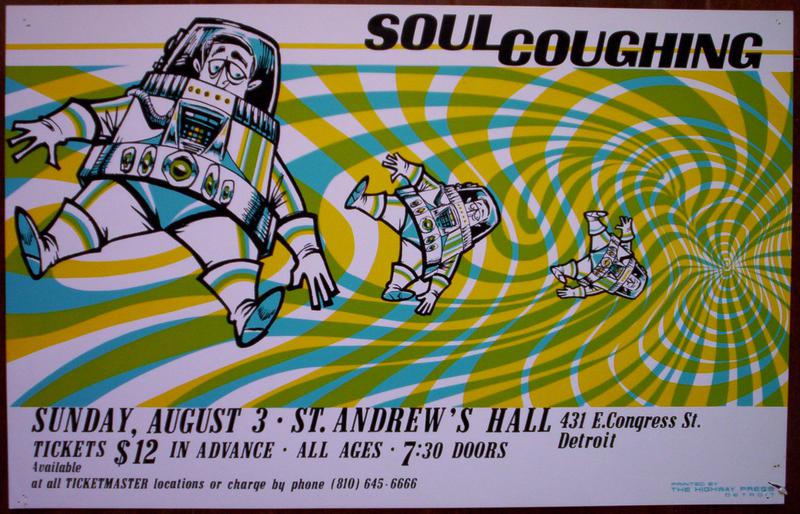 SOUL COUGHING
SUNDAY, AUGUST 3 · ST. ANDREW'S HALL
431 E.Congress St.
Detroit
TICKETS $12 IN ADVANCE · ALL AGES · 7:30 DOORS
Available
at all TICKETMASTER locations or charge by phone (810) 645-6666
PRINTED BY
THE HIGHWAY PRESS
DETROIT